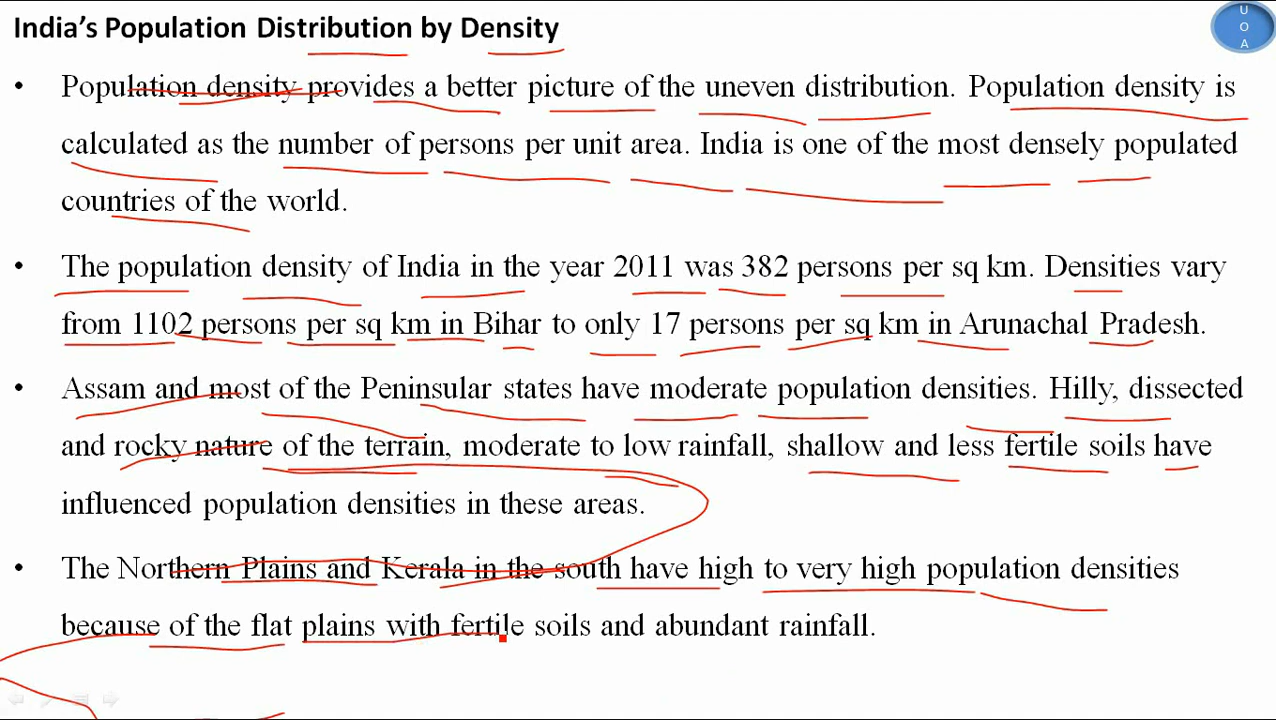 India's Population Distribution by Density
U
O
A
• Population density provides a better picture of the uneven distribution. Population density is
calculated as the number of persons per unit area. India is one of the most densely populated
countries of the world.
• The population density of India in the year 2011 was 382 persons per sq km. Densities vary
from 1102 persons per sq km in Bihar to only 17 persons per sq km in Arunachal Pradesh.
• Assam and most of the Peninsular states have moderate population densities. Hilly, dissected
and rocky nature of the terrain, moderate to low rainfall, shallow and less fertile soils have
influenced population densities in these areas.
• The Northern Plains and Kerala in the south have high to very high population densities
because of the flat plains with fertile soils and abundant rainfall.